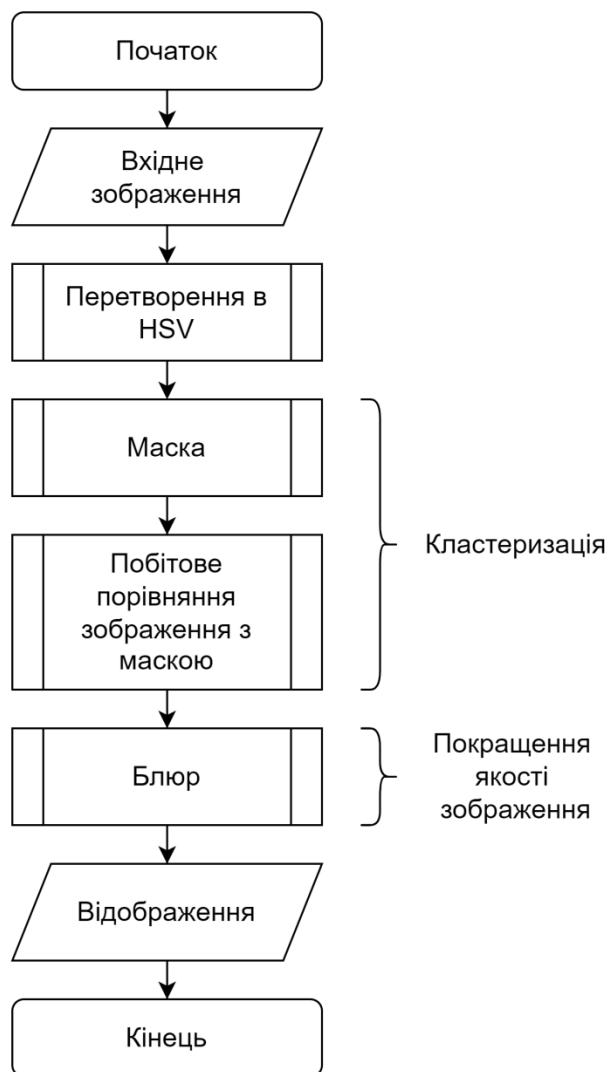 Початок
Вхідне
зображення
Перетворення в
HSV
Маска
Побітове
порівняння
зображення з
маскою
Кластеризація
Блюр
Покращення
якості
зображення
Відображення
Кінець